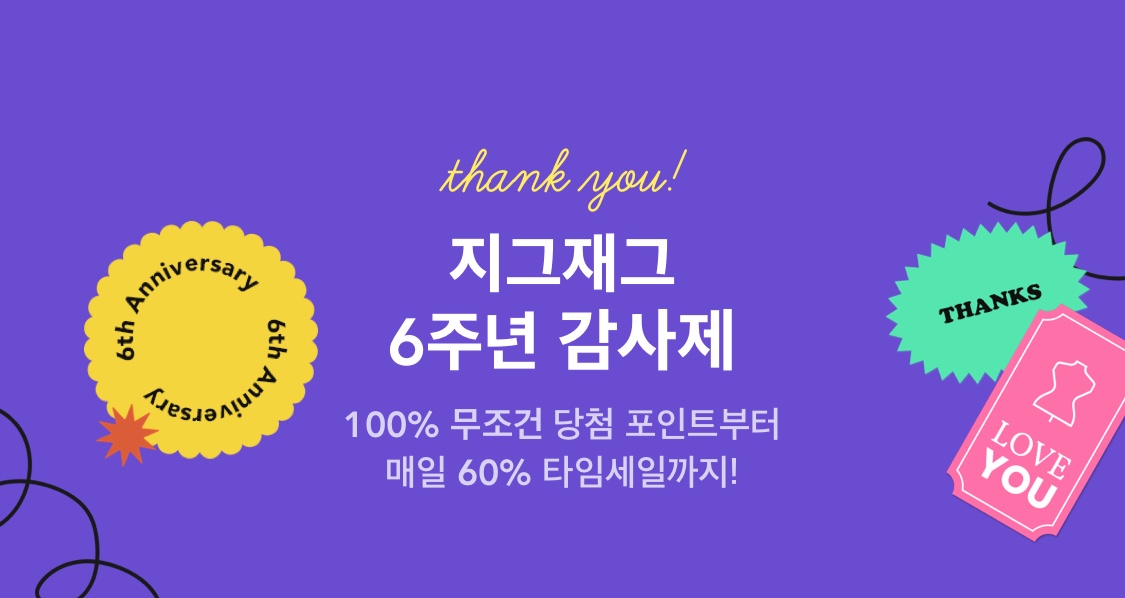 thank you!
지그재그
6주년 감사제
100% 무조건 당첨 포인트부터
매일 60% 타임세일까지!
6th Anniversary
6th Anniversary
THANKS
LOVE
YOU